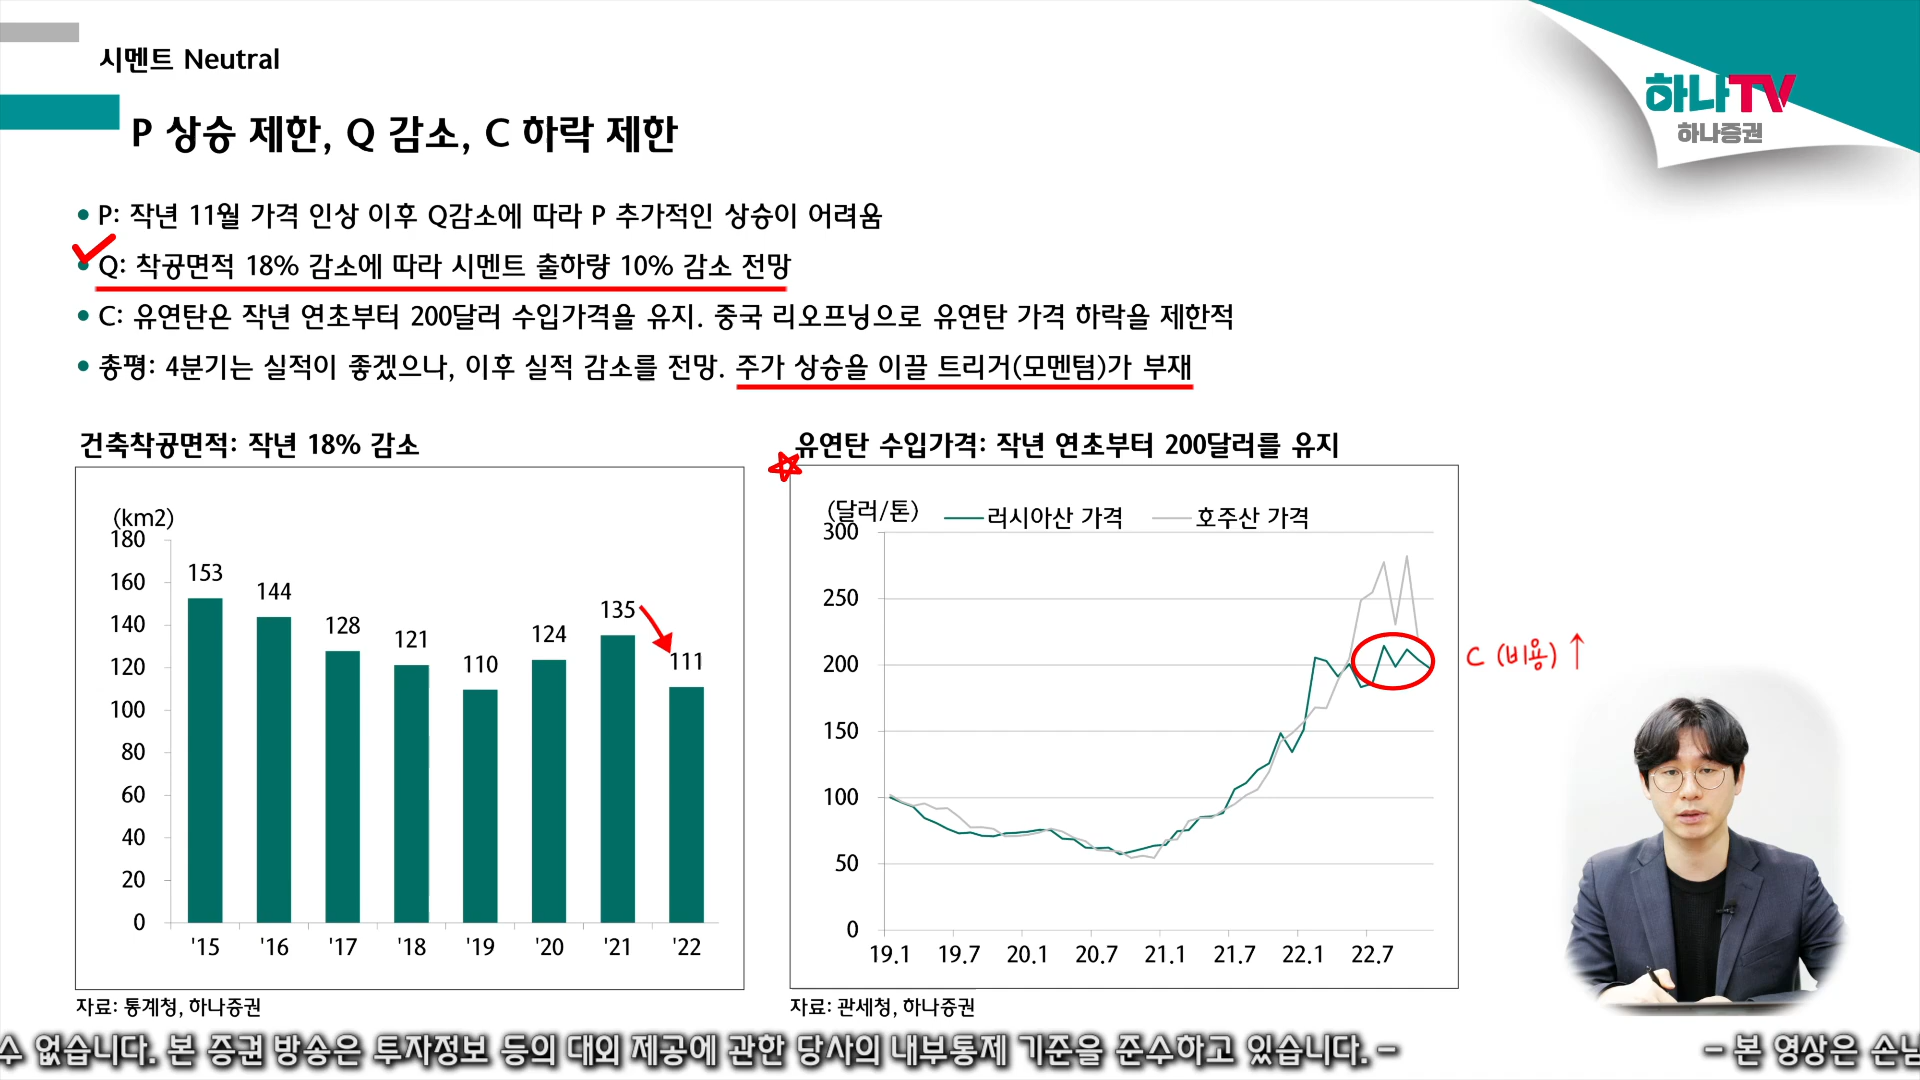 시멘트 Neutral
하나TV
하나증권
P 상승 제한, Q 감소, C 하락 제한
• P: 작년 11월 가격 인상 이후 Q감소에 따라 P 추가적인 상승이 어려움
• Q: 착공면적 18% 감소에 따라 시멘트 출하량 10% 감소 전망
• C: 유연탄은 작년 연초부터 200달러 수입가격을 유지. 중국 리오프닝으로 유연탄 가격 하락을 제한적
• 총평: 4분기는 실적이 좋겠으나, 이후 실적 감소를 전망. 주가 상승을 이끌 트리거(모멘텀)가 부재
건축착공면적: 작년 18% 감소
(km2)
180
160
140
120
100
80
60
40
20
0
153
144
128
121
110
124
135
111
'15 '16 '17 '18 '19 '20 '21 '22
자료: 통계청, 하나증권
유연탄 수입가격: 작년 연초부터 200달러를 유지
(달러/톤)
러시아산 가격 호주산 가격
300
250
200
150
100
50
0
19.1 19.7 20.1 20.7 21.1 21.7 22.1 22.7
C (비용) ↑
자료: 관세청, 하나증권
수 없습니다. 본 증권 방송은 투자정보 등의 대외 제공에 관한 당사의 내부통제 기준을 준수하고 있습니다. - - 본 영상은 손님